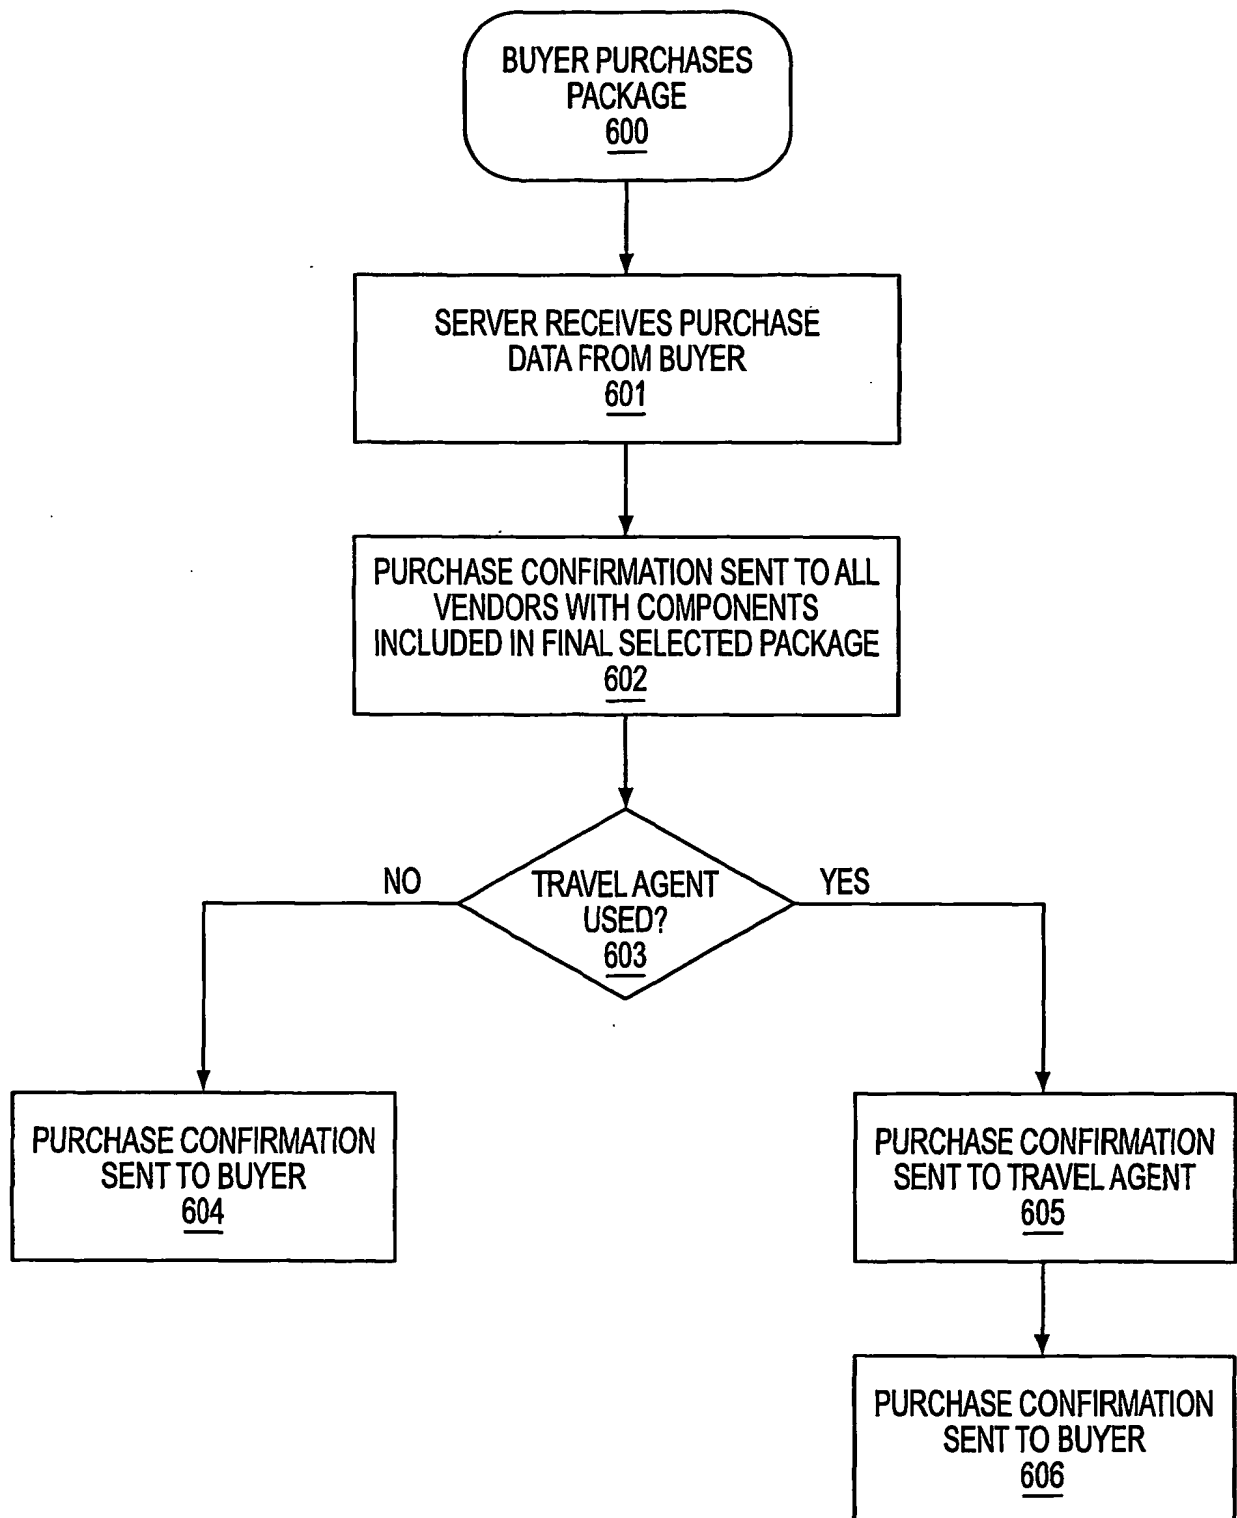 BUYER PURCHASES
PACKAGE
600
SERVER RECEIVES PURCHASE
DATA FROM BUYER
601
PURCHASE CONFIRMATION SENT TO ALL
VENDORS WITH COMPONENTS
INCLUDED IN FINAL SELECTED PACKAGE
602
NO
TRAVEL AGENT
USED?
603
YES
PURCHASE CONFIRMATION
SENT TO BUYER
604
PURCHASE CONFIRMATION
SENT TO TRAVEL AGENT
605
PURCHASE CONFIRMATION
SENT TO BUYER
606